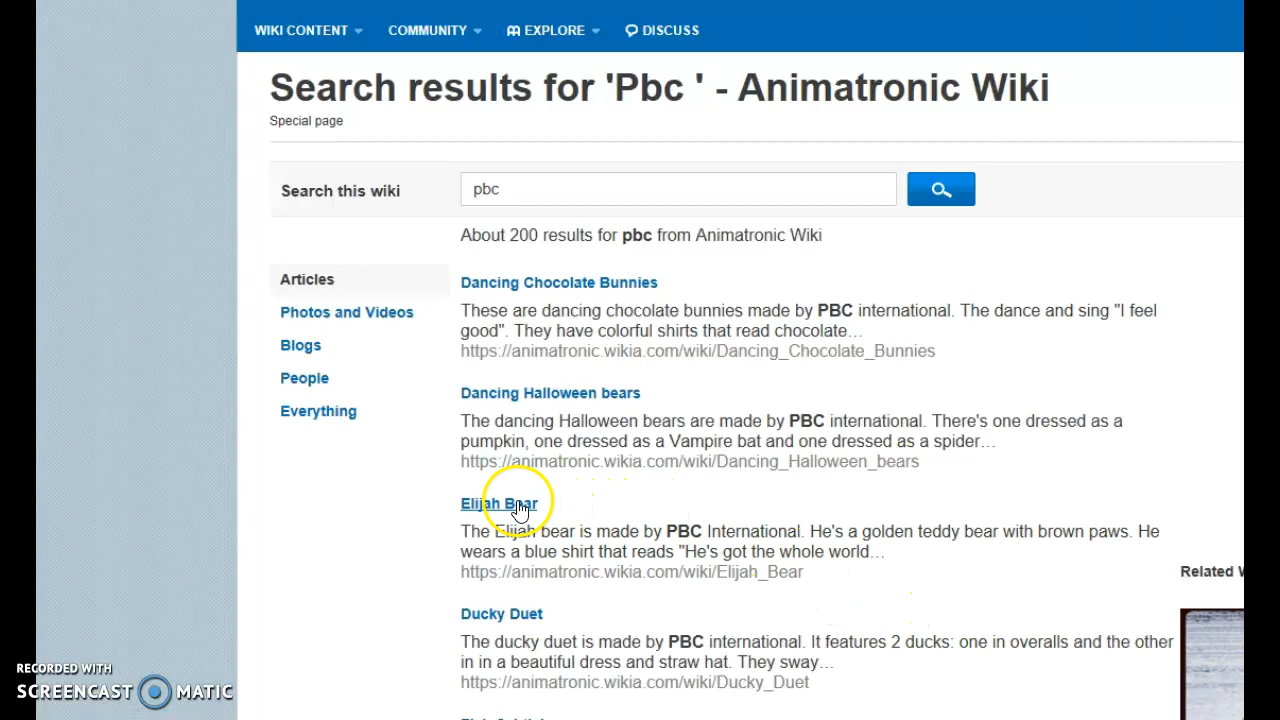 WIKI CONTENT COMMUNITY EXPLORE DISCUSS
Search results for 'Pbc ' - Animatronic Wiki
Special page
Search this wiki pbc
About 200 results for pbc from Animatronic Wiki
Articles
Photos and Videos
Blogs
People
Everything
Dancing Chocolate Bunnies
These are dancing chocolate bunnies made by PBC international. The dance and sing "I feel
good". They have colorful shirts that read chocolate…
https://animatronic.wikia.com/wiki/Dancing_Chocolate_Bunnies
Dancing Halloween bears
The dancing Halloween bears are made by PBC international. There's one dressed as a
pumpkin, one dressed as a Vampire bat and one dressed as a spider…
https://animatronic.wikia.com/wiki/Dancing_Halloween_bears
Elijah Bear
The Elijah bear is made by PBC International. He's a golden teddy bear with brown paws. He
wears a blue shirt that reads "He's got the whole world…
https://animatronic.wikia.com/wiki/Elijah_Bear
Related W
Ducky Duet
The ducky duet is made by PBC international. It features 2 ducks: one in overalls and the other
in in a beautiful dress and straw hat. They sway…
https://animatronic.wikia.com/wiki/Ducky_Duet
RECORDED WITH
SCREENCAST MATIC